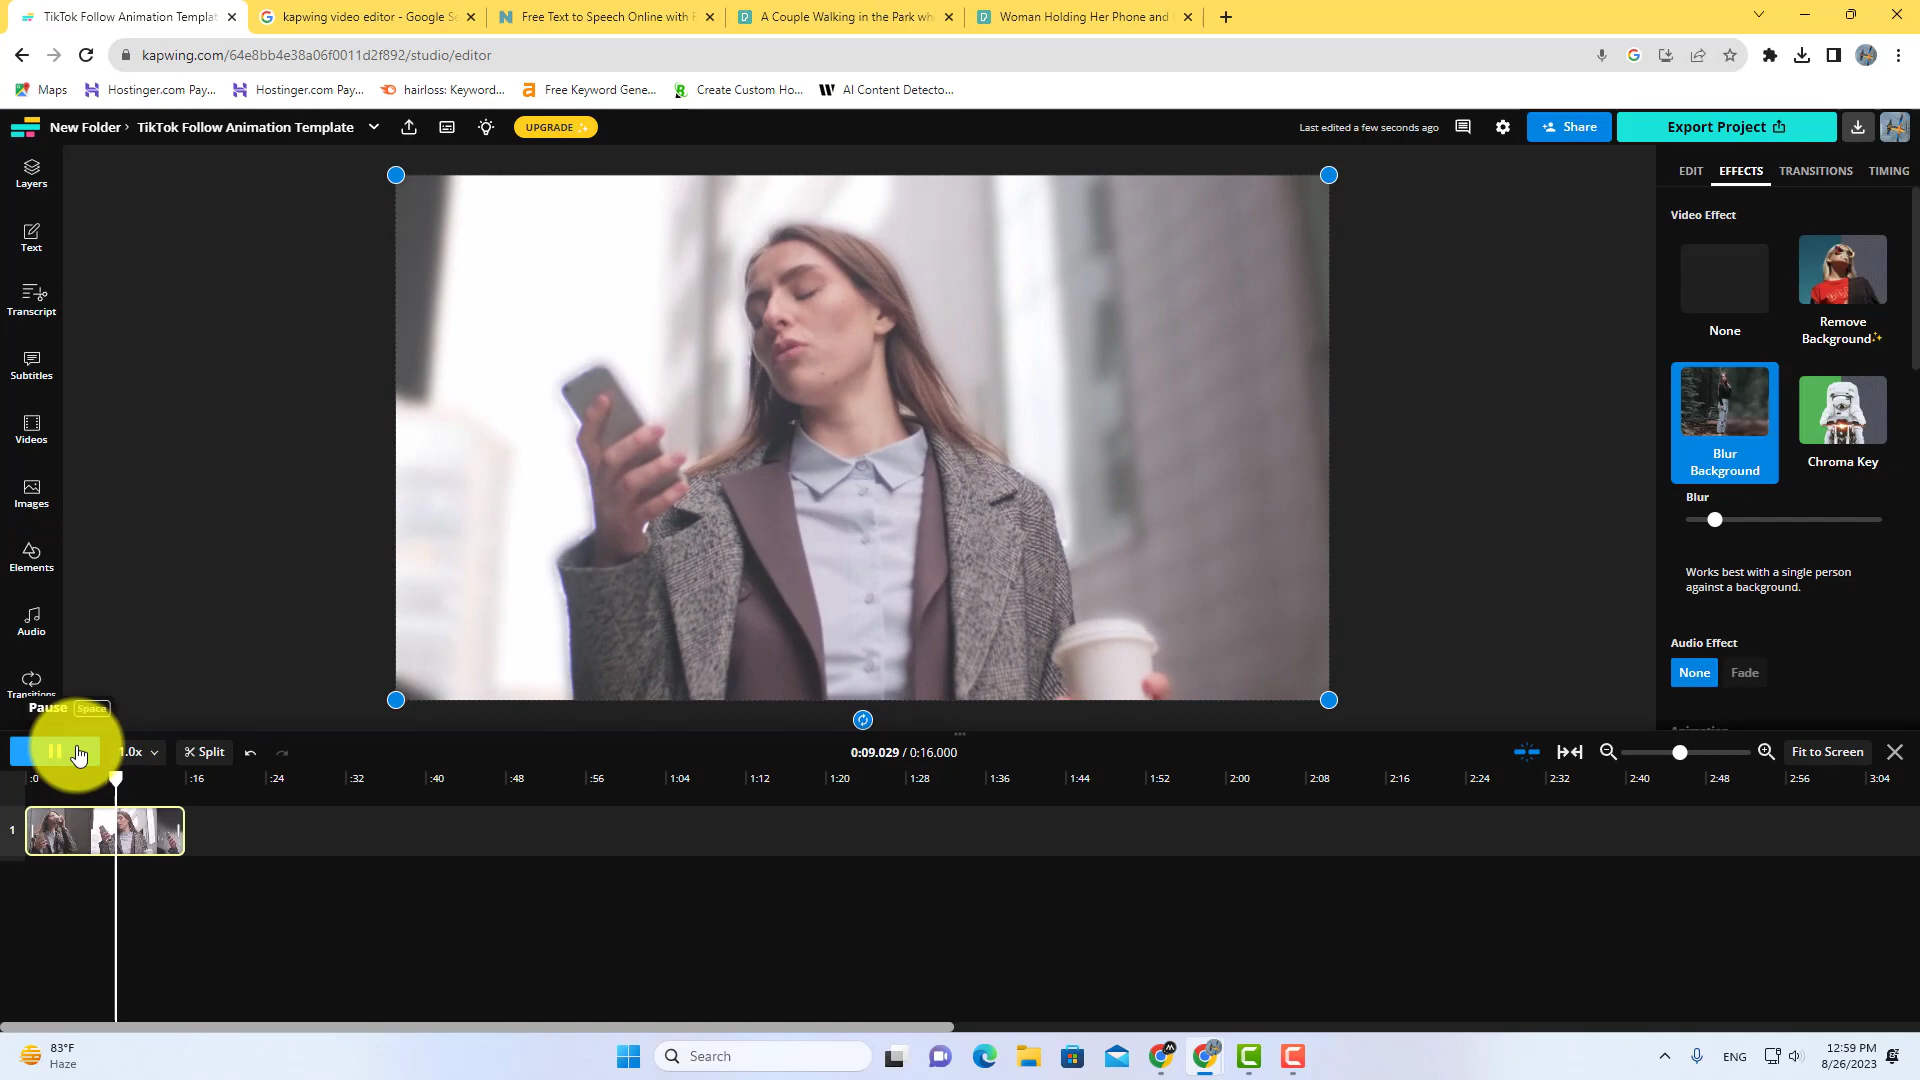 TikTok Follow Animation Templat
kapwing video editor - Google Se
Free Text to Speech Online with R
A Couple Walking in the Park wh
Woman Holding Her Phone and
kapwing.com/64e8bb4e38a06f0011d2f892/studio/editor
Maps
Hostinger.com Pay...
Hostinger.com Pay...
hairloss: Keyword...
Free Keyword Gene...
Create Custom Ho...
AI Content Detecto...
New Folder › TikTok Follow Animation Template
UPGRADE
Last edited a few seconds ago
Share
Export Project
Layers
Text
Transcript
Subtitles
Videos
Images
Elements
Audio
Transitions
EDIT EFFECTS TRANSITIONS TIMING
Video Effect
None
Remove
Background
Blur
Background
Chroma Key
Blur
Works best with a single person
against a background.
Audio Effect
None Fade
Pause Space
1.0x
Split
0:09.029 / 0:16.000
Fit to Screen
:0 :16 :24 :32 :40 :48 :56 1:04 1:12 1:20 1:28 1:36 1:44 1:52 2:00 2:08 2:16 2:24 2:32 2:40 2:48 2:56 3:04
1
83°F
Haze
Search
ENG
12:59 PM
8/26/2023